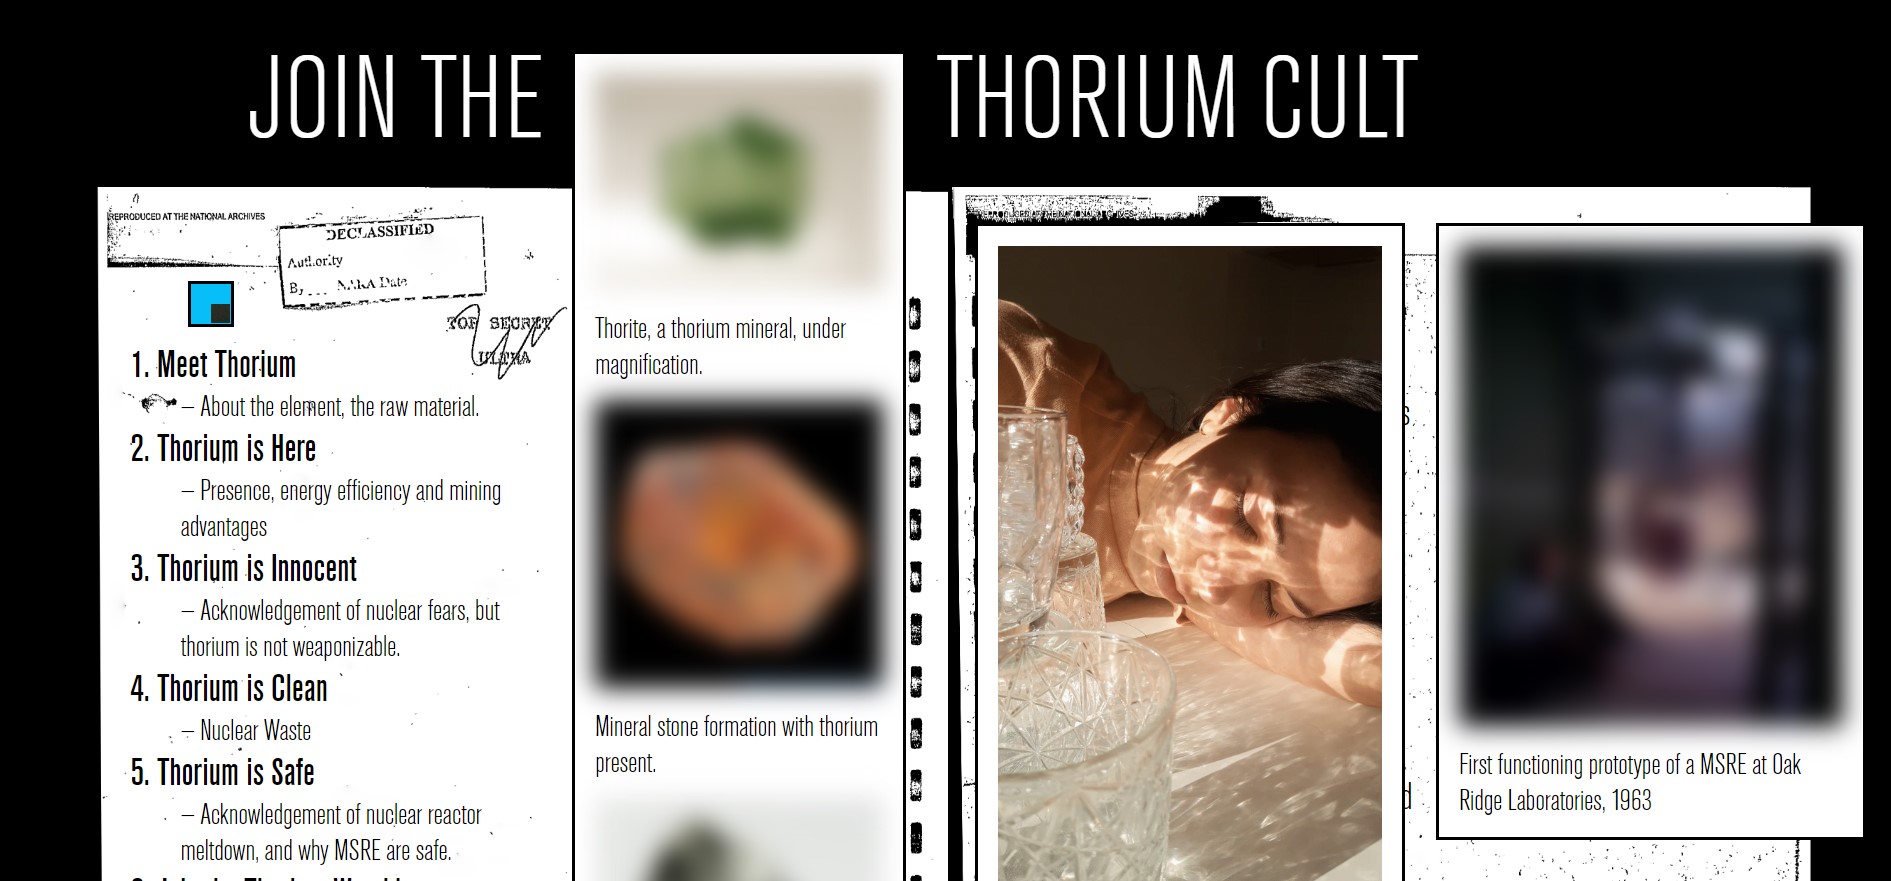 JOIN THE THORIUM CULT
REPRODUCED AT THE NATIONAL ARCHIVES
DECLASSIFIED
Authority
By NARA Date
TOP SECRET
ULTRA
1. Meet Thorium
– About the element, the raw material.
2. Thorium is Here
– Presence, energy efficiency and mining
advantages
3. Thorium is Innocent
– Acknowledgement of nuclear fears, but
thorium is not weaponizable.
4. Thorium is Clean
– Nuclear Waste
5. Thorium is Safe
– Acknowledgement of nuclear reactor
meltdown, and why MSRE are safe.
Thorite, a thorium mineral, under
magnification.
Mineral stone formation with thorium
present.
s
d
First functioning prototype of a MSRE at Oak
Ridge Laboratories, 1963